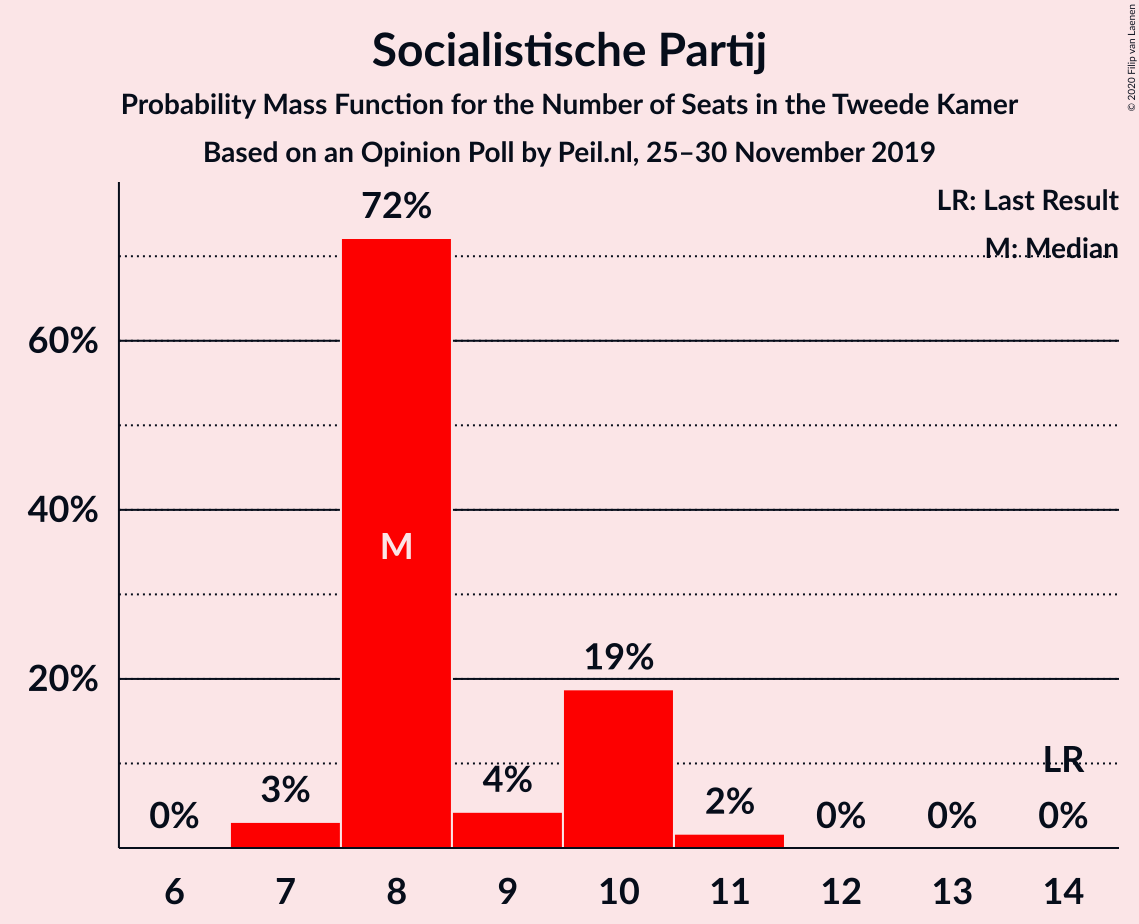 Socialistische Partij
Probability Mass Function for the Number of Seats in the Tweede Kamer
Based on an Opinion Poll by Peil.nl, 25–30 November 2019
© 2020 Filip van Laenen
LR: Last Result
M: Median
60%
40%
20%
0%
3%
72%
M
4%
19%
2%
0%
0%
LR
0%
6 7 8 9 10 11 12 13 14